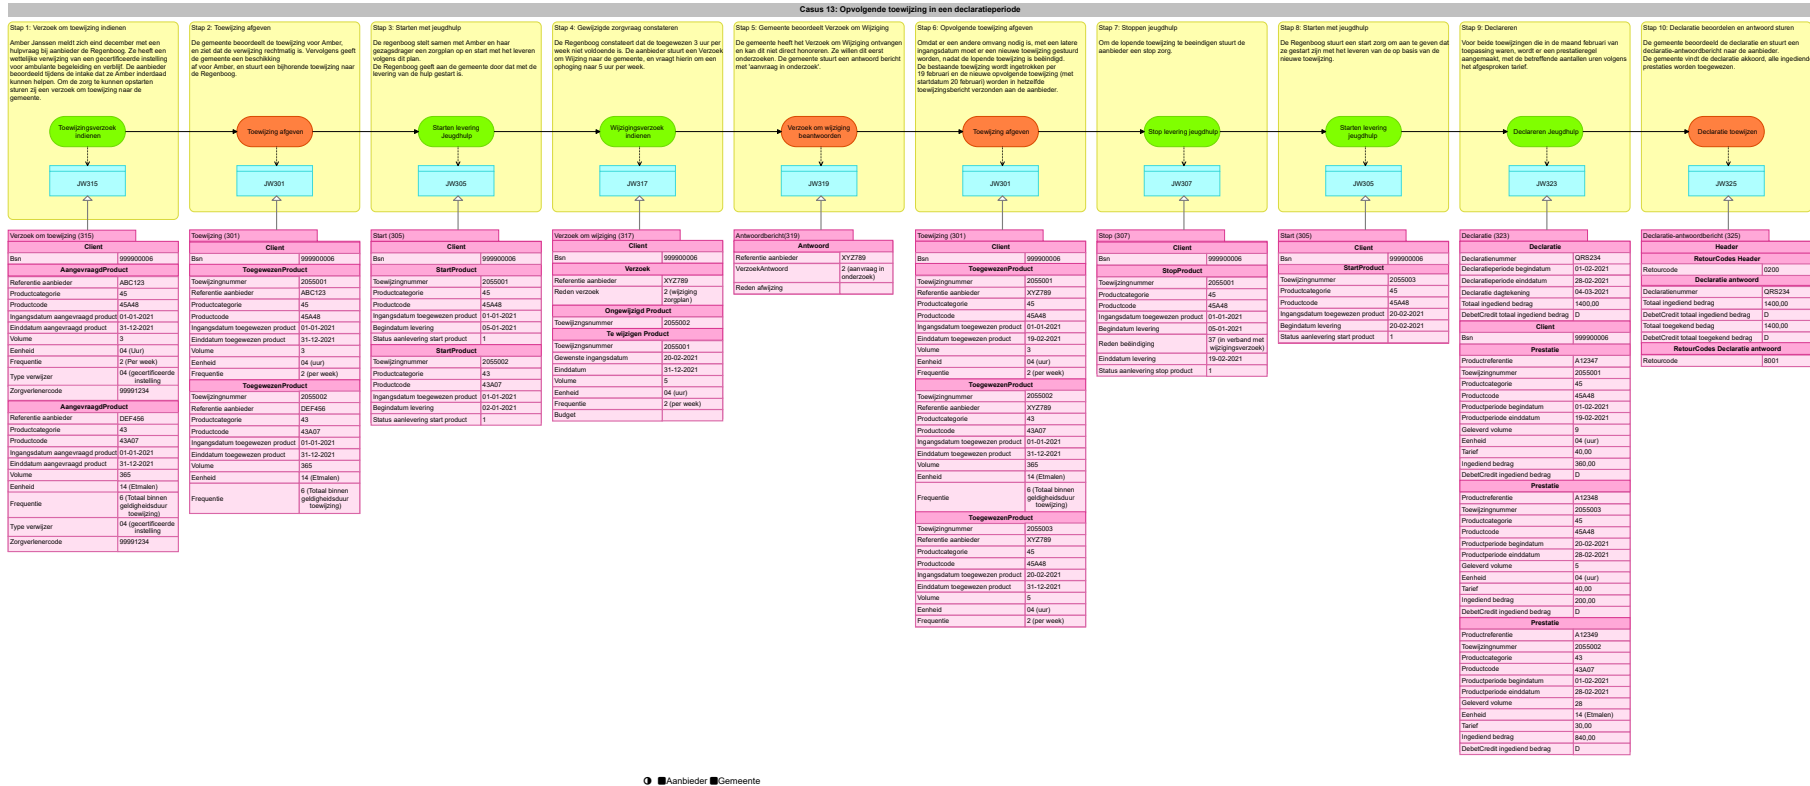 Casus 13: Opvolgende toewijzing in een declaratieperiode
Stap 1: Verzoek om toewijzing indienen
Amber Janssen meldt zich eind december met een
hulpvraag bij aanbieder de Regenboog. Ze heeft een
wettelijke verwijzing van een gecertificeerde instelling
voor ambulante begeleiding en verblijf. De aanbieder
beoordeeld tijdens de intake dat ze Amber inderdaad
kunnen helpen. Om de zorg te kunnen opstarten
sturen zij een verzoek om toewijzing naar de
gemeente.
Toewijzingsverzoek
indienen
JW315
Verzoek om toewijzing (315)
Client
Bsn 999900006
AangevraagdProduct
Referentie aanbieder ABC123
Productcategorie 45
Productcode 45A48
Ingangsdatum aangevraagd product 01-01-2021
Einddatum aangevraagd product 31-12-2021
Volume 3
Eenheid 04 (Uur)
Frequentie 2 (Per week)
Type verwijzer 04 (gecertificeerde
instelling
Zorgverlenercode 99991234
AangevraagdProduct
Referentie aanbieder DEF456
Productcategorie 43
Productcode 43A07
Ingangsdatum aangevraagd product 01-01-2021
Einddatum aangevraagd product 31-12-2021
Volume 365
Eenheid 14 (Etmalen)
Frequentie 6 (Totaal binnen
geldigheidsduur
toewijzing)
Type verwijzer 04 (gecertificeerde
instelling
Zorgverlenercode 99991234
Stap 2: Toewijzing afgeven
De gemeente beoordeelt de toewijzing voor Amber,
en ziet dat de verwijzing rechtmatig is. Vervolgens geeft
de gemeente een beschikking
af voor Amber, en stuurt een bijhorende toewijzing naar
de Regenboog.
Toewijzing afgeven
JW301
Toewijzing (301)
Client
Bsn 999900006
ToegewezenProduct
Toewijzingnummer 2055001
Referentie aanbieder ABC123
Productcategorie 45
Productcode 45A48
Ingangsdatum toegewezen product 01-01-2021
Einddatum toegewezen product 31-12-2021
Volume 3
Eenheid 04 (uur)
Frequentie 2 (per week)
ToegewezenProduct
Toewijzingnummer 2055002
Referentie aanbieder DEF456
Productcategorie 43
Productcode 43A07
Ingangsdatum toegewezen product 01-01-2021
Einddatum toegewezen product 31-12-2021
Volume 365
Eenheid 14 (Etmalen)
Frequentie 6 (Totaal binnen
geldigheidsduur
toewijzing)
Stap 3: Starten met jeugdhulp
De regenboog stelt samen met Amber en haar
gezagsdrager een zorgplan op en start met het leveren
volgens dit plan.
De Regenboog geeft aan de gemeente door dat met de
levering van de hulp gestart is.
Starten levering
Jeugdhulp
JW305
Start (305)
Client
Bsn 999900006
StartProduct
Toewijzingnummer 2055001
Productcategorie 45
Productcode 45A48
Ingangsdatum toegewezen product 01-01-2021
Begindatum levering 05-01-2021
Status aanlevering start product 1
StartProduct
Toewijzingnummer 2055002
Productcategorie 43
Productcode 43A07
Ingangsdatum toegewezen product 01-01-2021
Begindatum levering 02-01-2021
Status aanlevering start product 1
Stap 4: Gewijzigde zorgvraag constateren
De Regenboog constateert dat de toegewezen 3 uur per
week niet voldoende is. De aanbieder stuurt een Verzoek
om Wijzing naar de gemeente, en vraagt hierin om een
ophoging naar 5 uur per week.
Wijzigingsverzoek
indienen
JW317
Verzoek om wijziging (317)
Client
Bsn 999900006
Verzoek
Referentie aanbieder XYZ789
Reden verzoek 2 (wijziging
zorgplan)
Ongewijzigd Product
Toewijzigsnummer 2055002
Te wijzigen Product
Toewijzigsnummer 2055001
Gewenste ingangsdatum 20-02-2021
Einddatum 31-12-2021
Volume 5
Eenheid 04 (uur)
Frequentie 2 (per week)
Budget
Stap 5: Gemeente beoordeelt Verzoek om Wijziging
De gemeente heeft het Verzoek om Wijziging ontvangen
en kan dit niet direct honoreren. Ze willen dit eerst
onderzoeken. De gemeente stuurt een antwoord bericht
met 'aanvraag in onderzoek'.
Verzoek om wijziging
beantwoorden
JW319
Antwoordbericht(319)
Antwoord
Referentie aanbieder XYZ789
VerzoekAntwoord 2 (aanvraag in
onderzoek)
Reden afwijzing
Stap 6: Opvolgende toewijzing afgeven
Omdat er een andere omvang nodig is, met een latere
ingangsdatum moet er een nieuwe toewijzing gestuurd
worden, nadat de lopende toewijzing is beëindigd.
De bestaande toewijzing wordt ingetrokken per
19 februari en de nieuwe opvolgende toewijzing (met
startdatum 20 februari) worden in hetzelfde
toewijzingsbericht verzonden aan de aanbieder.
Toewijzing afgeven
JW301
Toewijzing (301)
Client
Bsn 999900006
ToegewezenProduct
Toewijzingnummer 2055001
Referentie aanbieder XYZ789
Productcategorie 45
Productcode 45A48
Ingangsdatum toegewezen product 01-01-2021
Einddatum toegewezen product 19-02-2021
Volume 3
Eenheid 04 (uur)
Frequentie 2 (per week)
ToegewezenProduct
Toewijzingnummer 2055002
Referentie aanbieder XYZ789
Productcategorie 43
Productcode 43A07
Ingangsdatum toegewezen product 01-01-2021
Einddatum toegewezen product 31-12-2021
Volume 365
Eenheid 14 (Etmalen)
Frequentie 6 (Totaal binnen
geldigheidsduur
toewijzing)
ToegewezenProduct
Toewijzingnummer 2055003
Referentie aanbieder XYZ789
Productcategorie 45
Productcode 45A48
Ingangsdatum toegewezen product 20-02-2021
Einddatum toegewezen product 31-12-2021
Volume 5
Eenheid 04 (uur)
Frequentie 2 (per week)
Stap 7: Stoppen jeugdhulp
Om de lopende toewijzing te beeindigen stuurt de
aanbieder een stop zorg.
Stop levering jeugdhulp
JW307
Stop (307)
Client
Bsn 999900006
StopProduct
Toewijzingnummer 2055001
Productcategorie 45
Productcode 45A48
Ingangsdatum toegewezen product 01-01-2021
Begindatum levering 05-01-2021
Reden beëindiging 37 (in verband met
wijzigingsverzoek)
Einddatum levering 19-02-2021
Status aanlevering stop product 1
Stap 8: Starten met jeugdhulp
De Regenboog stuurt een start zorg om aan te geven dat
ze gestart zijn met het leveren van de op basis van de
nieuwe toewijzing.
Starten levering
jeugdhulp
JW305
Start (305)
Client
Bsn 999900006
StartProduct
Toewijzingnummer 2055003
Productcategorie 45
Productcode 45A48
Ingangsdatum toegewezen product 20-02-2021
Begindatum levering 20-02-2021
Status aanlevering start product 1
Stap 9: Declareren
Voor beide toewijzingen die in de maand februari van
toepassing waren, wordt er een prestatieregel
aangemaakt, met de betreffende aantallen uren volgens
het afgesproken tarief.
Declareren Jeugdhulp
JW323
Declaratie (323)
Declaratie
Declaratienummer QRS234
Declaratieperiode begindatum 01-02-2021
Declaratieperiode einddatum 28-02-2021
Declaratie dagtekening 04-03-2021
Totaal ingediend bedrag 1400,00
DebetCredit totaal ingediend bedrag D
Client
Bsn 999900006
Prestatie
Productreferentie A12347
Toewijzingnummer 2055001
Productcategorie 45
Productcode 45A48
Productperiode begindatum 01-02-2021
Productperiode einddatum 19-02-2021
Geleverd volume 9
Eenheid 04 (uur)
Tarief 40,00
Ingediend bedrag 360,00
DebetCredit ingediend bedrag D
Prestatie
Productreferentie A12348
Toewijzingnummer 2055003
Productcategorie 45
Productcode 45A48
Productperiode begindatum 20-02-2021
Productperiode einddatum 28-02-2021
Geleverd volume 5
Eenheid 04 (uur)
Tarief 40,00
Ingediend bedrag 200,00
DebetCredit ingediend bedrag D
Prestatie
Productreferentie A12349
Toewijzingnummer 2055002
Productcategorie 43
Productcode 43A07
Productperiode begindatum 01-02-2021
Productperiode einddatum 28-02-2021
Geleverd volume 28
Eenheid 14 (Etmalen)
Tarief 30,00
Ingediend bedrag 840,00
DebetCredit ingediend bedrag D
Stap 10: Declaratie beoordelen en antwoord sturen
De gemeente beoordeeld de declaratie en stuurt een
declaratie-antwoordbericht naar de aanbieder.
De gemeente vindt de declaratie akkoord, alle ingediende
prestaties worden toegewezen.
Declaratie toewijzen
JW325
Declaratie-antwoordbericht (325)
Header
RetourCodes Header
Retourcode 0200
Declaratie antwoord
Declaratienummer QRS234
Totaal ingediend bedrag 1400,00
DebetCredit totaal ingediend bedrag D
Totaal toegekend bedag 1400,00
DebetCredit totaal toegekend bedrag D
RetourCodes Declaratie antwoord
Retourcode 8001
Aanbieder Gemeente